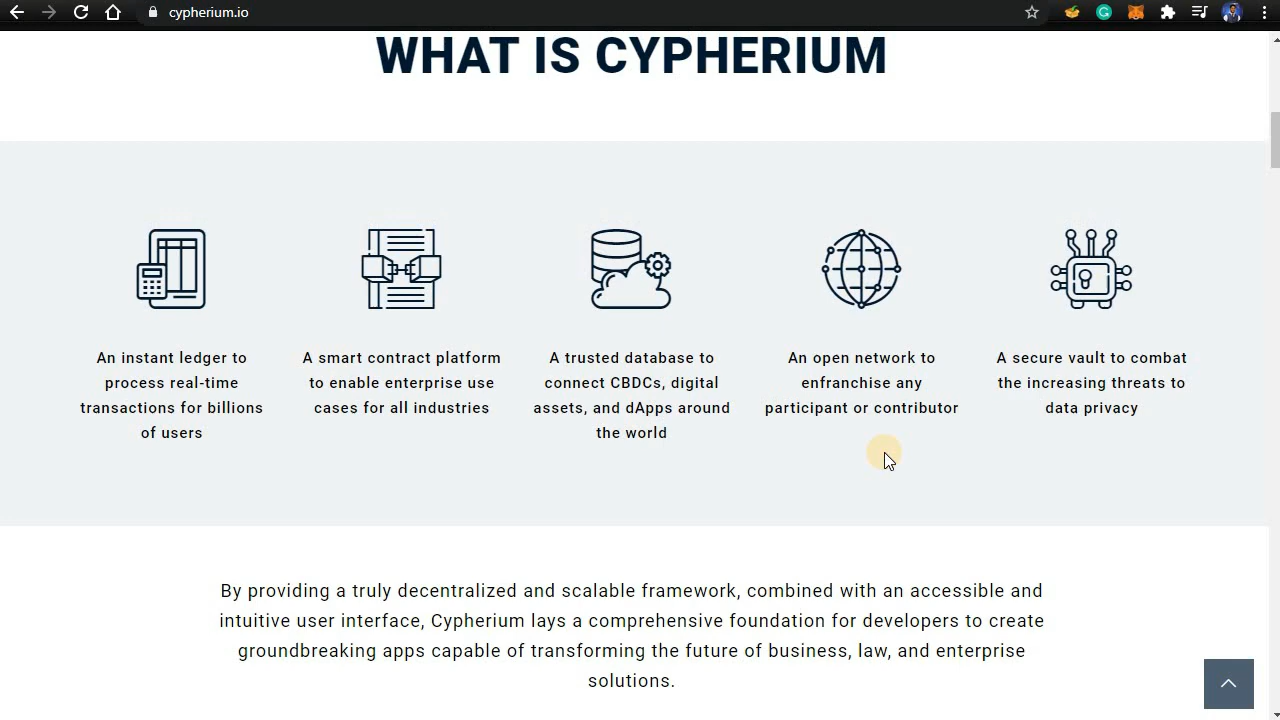 cypherium.io
WHAT IS CYPHERIUM
An instant ledger to
process real-time
transactions for billions
of users
A smart contract platform
to enable enterprise use
cases for all industries
A trusted database to
connect CBDCs, digital
assets, and dApps around
the world
An open network to
enfranchise any
participant or contributor
A secure vault to combat
the increasing threats to
data privacy
By providing a truly decentralized and scalable framework, combined with an accessible and
intuitive user interface, Cypherium lays a comprehensive foundation for developers to create
groundbreaking apps capable of transforming the future of business, law, and enterprise
solutions.